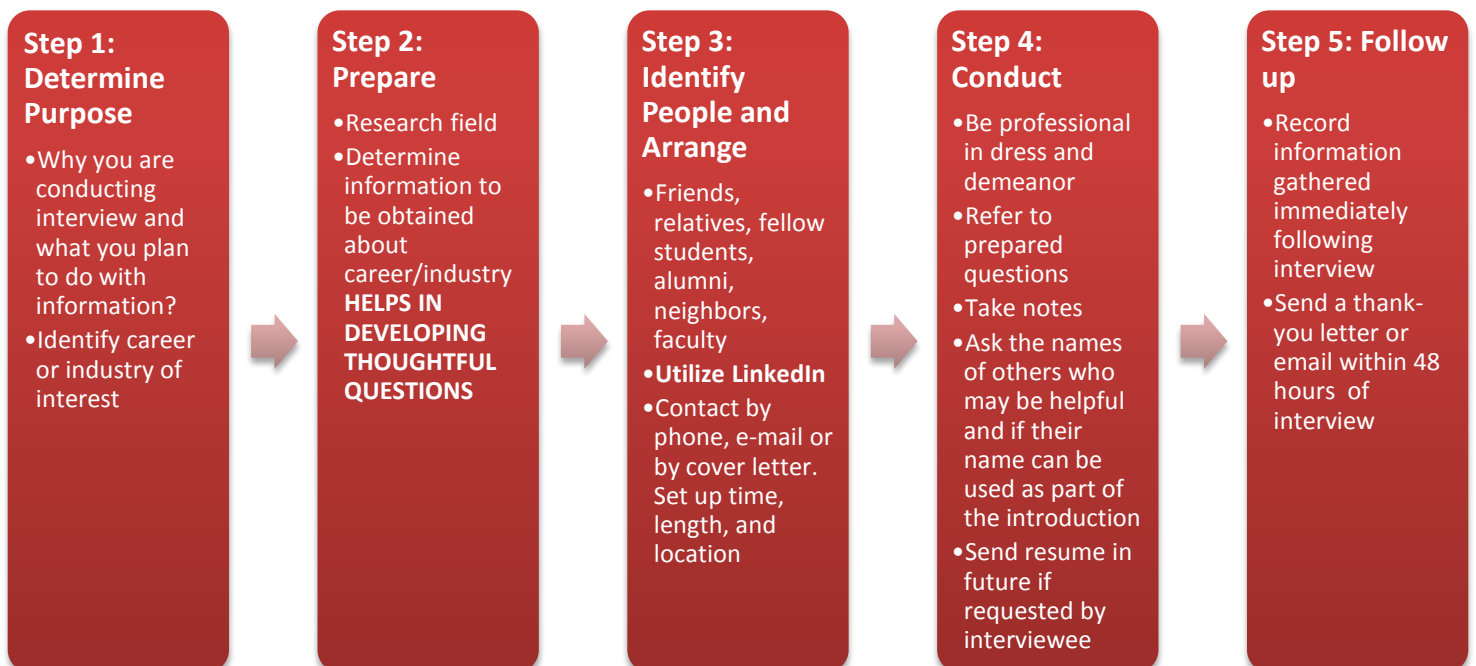 Step 1:
Determine
Purpose
•Why you are
conducting
interview and
what you plan
to do with
information?
•Identify career
or industry of
interest
Step 2:
Prepare
•Research field
•Determine
information to
be obtained
about
career/industry
HELPS IN
DEVELOPING
THOUGHTFUL
QUESTIONS
Step 3:
Identify
People and
Arrange
•Friends,
relatives, fellow
students,
alumni,
neighbors,
faculty
•Utilize LinkedIn
•Contact by
phone, e-mail or
by cover letter.
Set up time,
length, and
location
Step 4:
Conduct
•Be professional
in dress and
demeanor
•Refer to
prepared
questions
•Take notes
•Ask the names
of others who
may be helpful
and if their
name can be
used as part of
the introduction
•Send resume in
future if
requested by
interviewee
Step 5: Follow
up
•Record
information
gathered
immediately
following
interview
•Send a thank-
you letter or
email within 48
hours of
interview